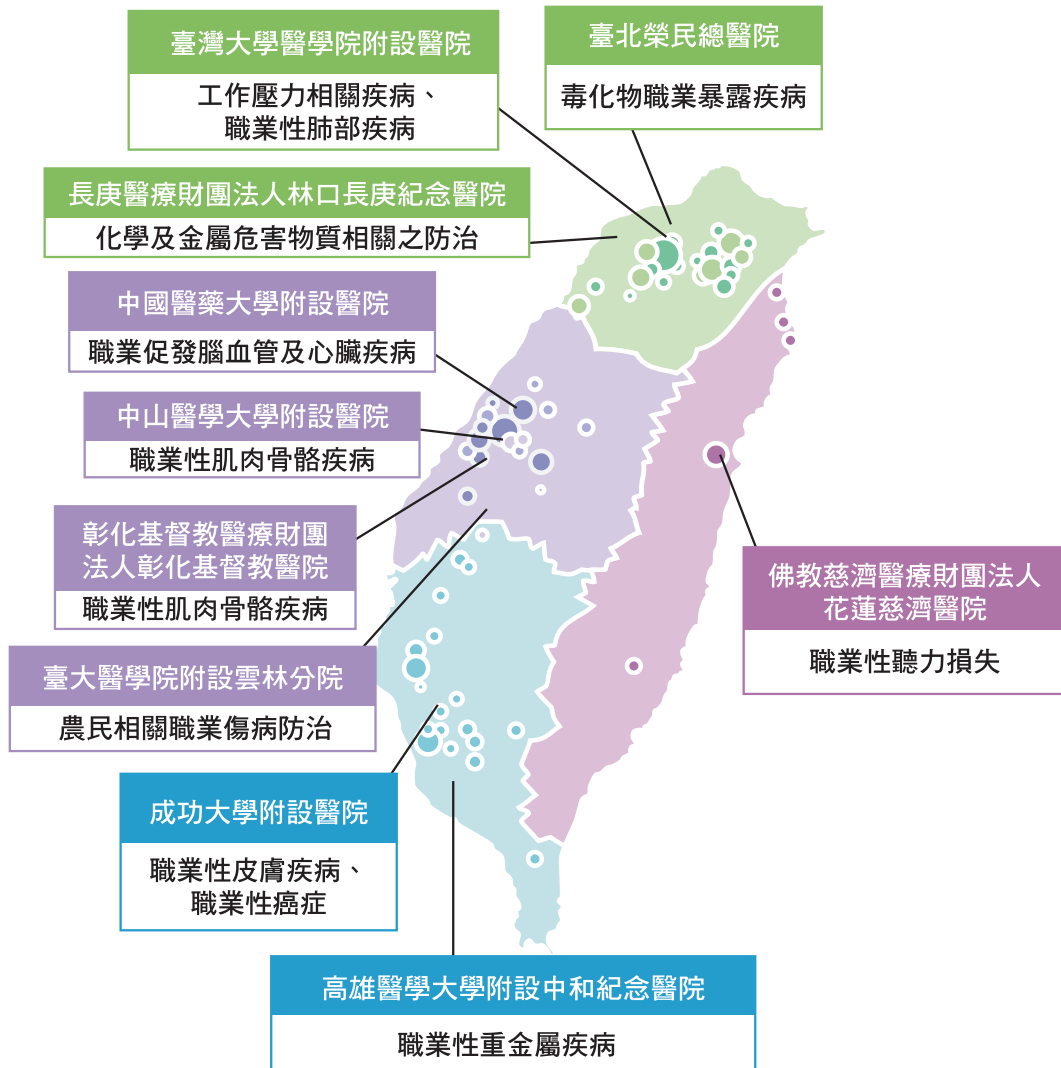 臺灣大學醫學院附設醫院
工作壓力相關疾病、
職業性肺部疾病
臺北榮民總醫院
毒化物職業暴露疾病
長庚醫療財團法人林口長庚紀念醫院
化學及金屬危害物質相關之防治
中國醫藥大學附設醫院
職業促發腦血管及心臟疾病
中山醫學大學附設醫院
職業性肌肉骨骼疾病
彰化基督教醫療財團
法人彰化基督教醫院
職業性肌肉骨骼疾病
佛教慈濟醫療財團法人
花蓮慈濟醫院
職業性聽力損失
臺大醫學院附設雲林分院
農民相關職業傷病防治
成功大學附設醫院
職業性皮膚疾病、
職業性癌症
高雄醫學大學附設中和紀念醫院
職業性重金屬疾病